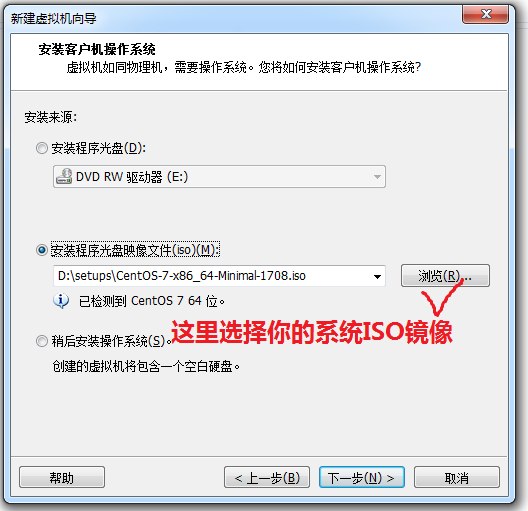 新建虚拟机向导
安装客户机操作系统
虚拟机如同物理机，需要操作系统。您将如何安装客户机操作系统?
安装来源:
安装程序光盘(D):
DVD RW 驱动器 (E:)
安装程序光盘映像文件(iso)(M):
D:\setups\CentOS-7-x86_64-Minimal-1708.iso
浏览(R)...
已检测到 CentOS 7 64 位。
这里选择你的系统ISO镜像
稍后安装操作系统(S)。
创建的虚拟机将包含一个空白硬盘。
帮助
< 上一步(B)
下一步(N) >
取消